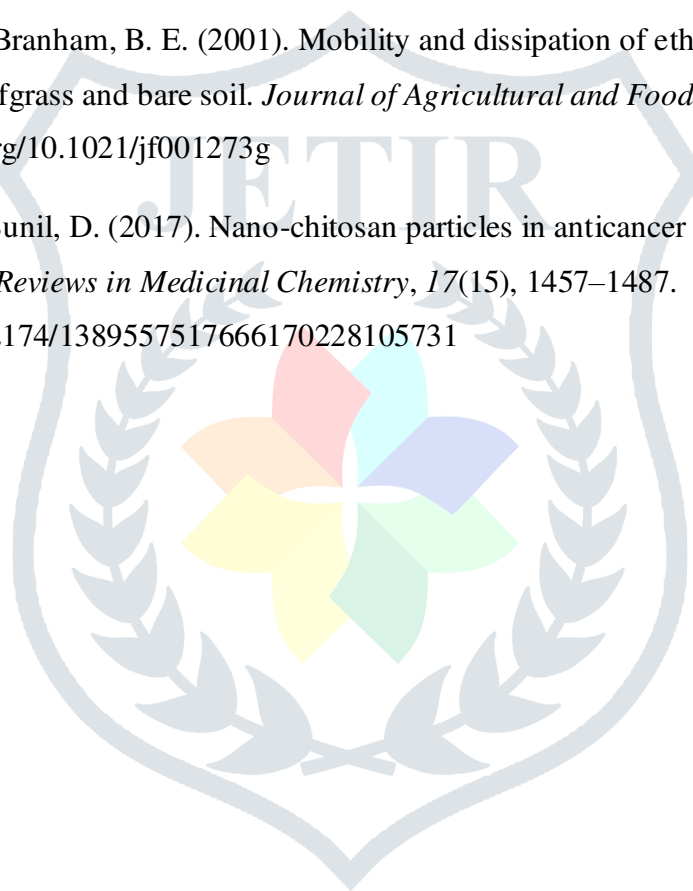 Branham, B. E. (2001). Mobility and dissipation of eth
fgrass and bare soil. Journal of Agricultural and Food
rg/10.1021/jf001273g
JETIR
unil, D. (2017). Nano-chitosan particles in anticancer
Reviews in Medicinal Chemistry, 17(15), 1457–1487.
174/1389557517666170228105731